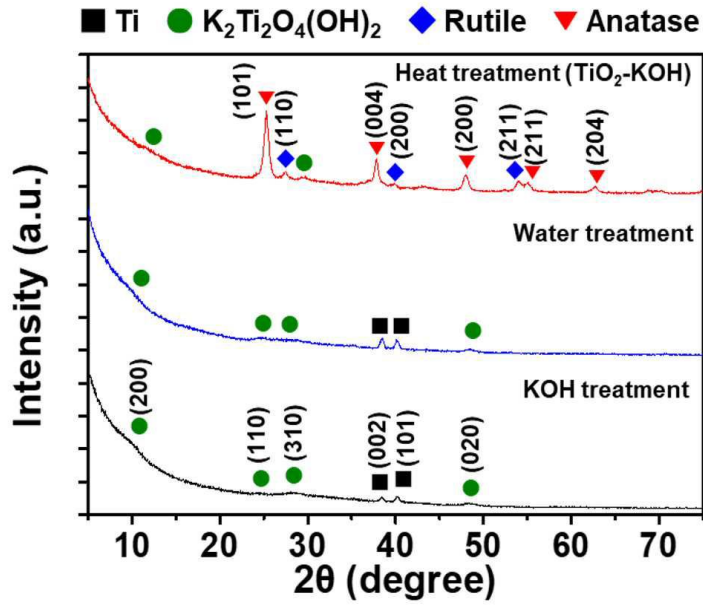 Ti K₂Ti₂O₄(OH)₂ Rutile Anatase
Heat treatment (TiO₂-KOH)
(101)
(110)
(004)
(200)
(200)
(211)
(211)
(204)
Water treatment
KOH treatment
(200)
(110)
(310)
(002)
(101)
(020)
Intensity (a.u.)
10 20 30 40 50 60 70
2θ (degree)